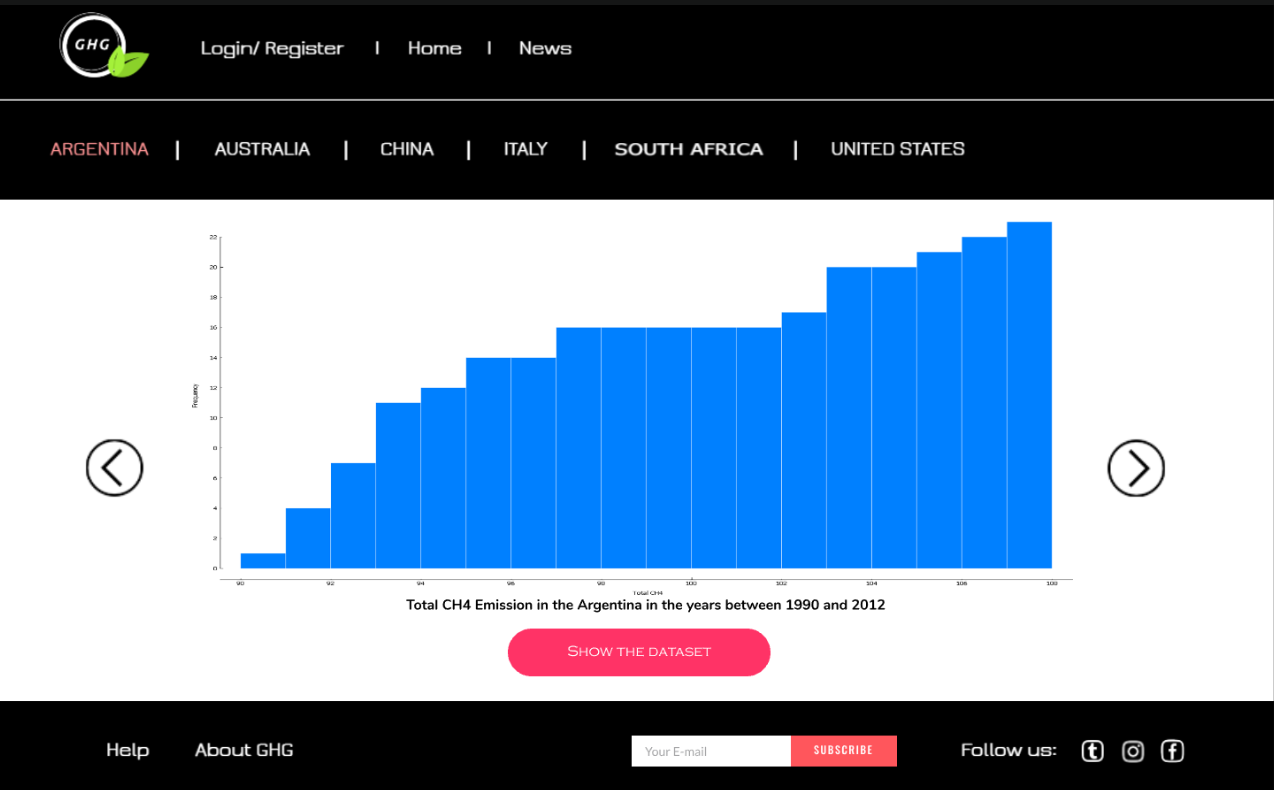 GHG
Login/ Register | Home | News
ARGENTINA | AUSTRALIA | CHINA | ITALY | SOUTH AFRICA | UNITED STATES
22
20
18
16
14
12
10
8
6
4
2
0
Frequency
90 92 94 96 98 100 102 104 106 108
Total CH4
Total CH4 Emission in the Argentina in the years between 1990 and 2012
SHOW THE DATASET
Help About GHG Your E-mail SUBSCRIBE Follow us: